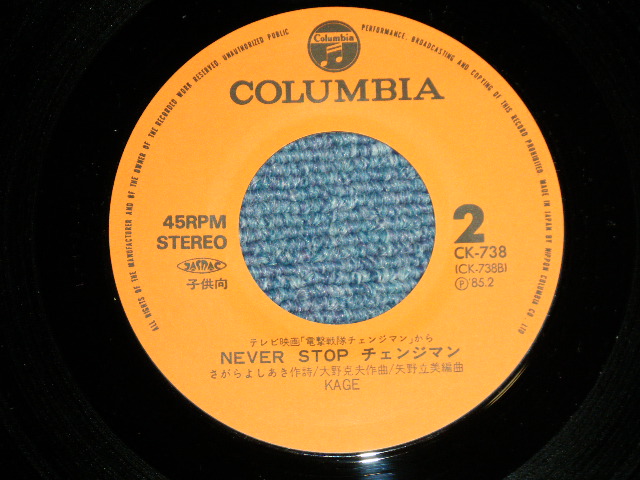 ALL RIGHTS OF THE MANUFACTURER AND OF THE OWNER OF THE RECORDED WORK RESERVED. UNAUTHORIZED PUBLIC PERFORMANCE. BROADCASTING AND COPYING OF THIS RECORD PROHIBITED. MADE IN JAPAN BY NIPPON COLUMBIA CO. LTD
Columbia
COLUMBIA
45RPM
STEREO
JASRAC
子供向
2
CK-738
(CK-738B)
Ⓟ'85.2
テレビ映画「電撃戦隊チェンジマン」から
NEVER STOP チェンジマン
さがらよしあき作詩/大野克夫作曲/矢野立美編曲
KAGE